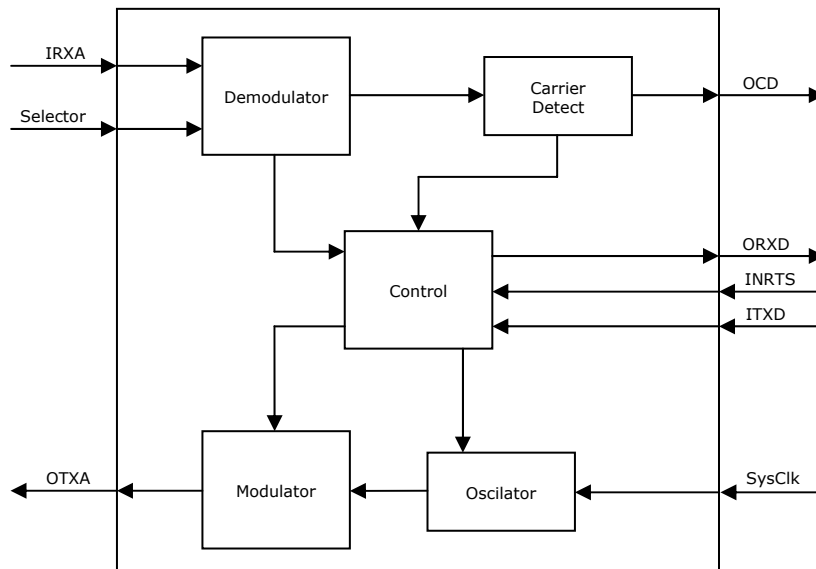 IRXA
Selector
Demodulator
Carrier
Detect
OCD
Control
ORXD
INRTS
ITXD
OTXA
Modulator
Oscilator
SysClk